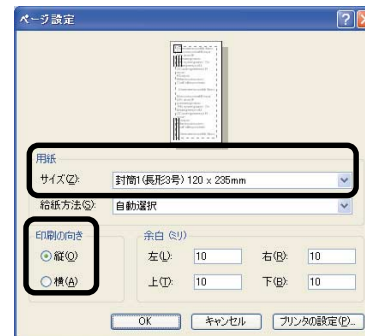 ページ設定
用紙
サイズ(Z): 封筒1(長形3号) 120 x 235mm
給紙方法(S): 自動選択
印刷の向き
縦(O)
横(A)
余白 (ミリ)
左(L): 10 右(R): 10
上(T): 10 下(B): 10
OK キャンセル プリンタの設定(P)...